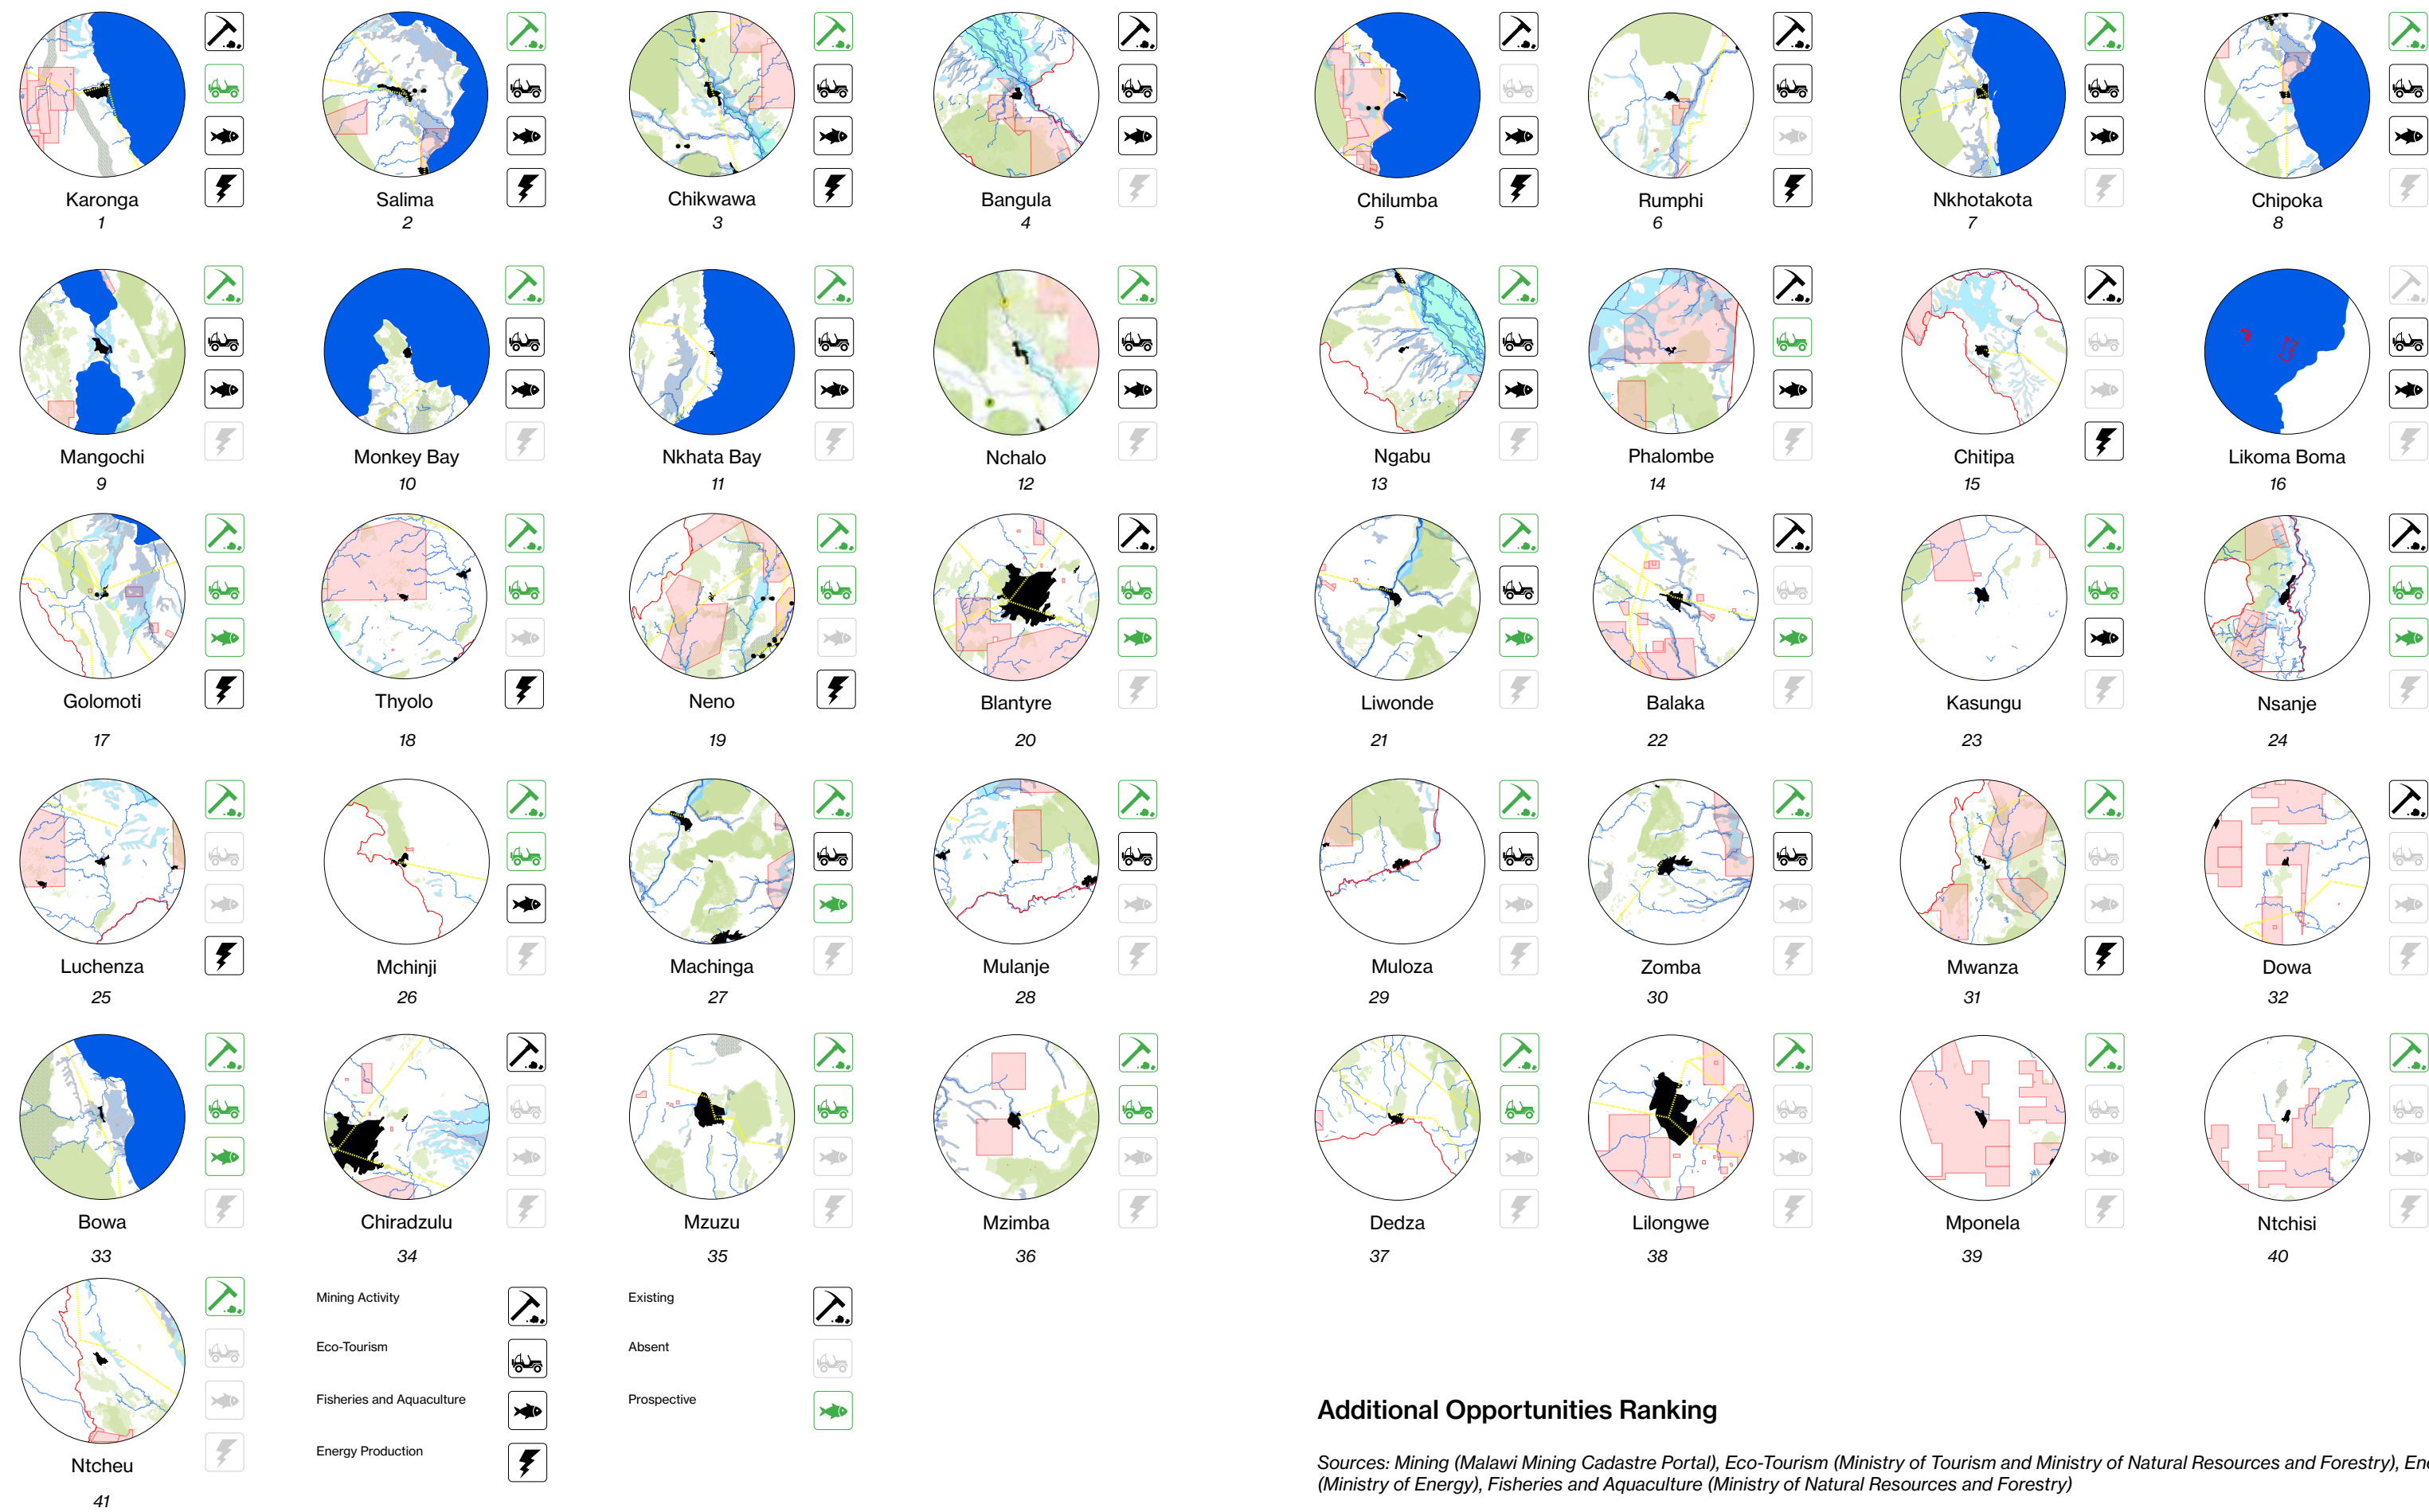 Karonga
1
Salima
2
Chikwawa
3
Bangula
4
Chilumba
5
Rumphi
6
Nkhotakota
7
Chipoka
8
Mangochi
9
Monkey Bay
10
Nkhata Bay
11
Nchalo
12
Ngabu
13
Phalombe
14
Chitipa
15
Likoma Boma
16
Golomoti
17
Thyolo
18
Neno
19
Blantyre
20
Liwonde
21
Balaka
22
Kasungu
23
Nsanje
24
Luchenza
25
Mchinji
26
Machinga
27
Mulanje
28
Muloza
29
Zomba
30
Mwanza
31
Dowa
32
Bowa
33
Chiradzulu
34
Mzuzu
35
Mzimba
36
Dedza
37
Lilongwe
38
Mponela
39
Ntchisi
40
Ntcheu
41
Mining Activity
Eco-Tourism
Fisheries and Aquaculture
Energy Production
Existing
Absent
Prospective
Additional Opportunities Ranking
Sources: Mining (Malawi Mining Cadastre Portal), Eco-Tourism (Ministry of Tourism and Ministry of Natural Resources and Forestry),
(Ministry of Energy), Fisheries and Aquaculture (Ministry of Natural Resources and Forestry)